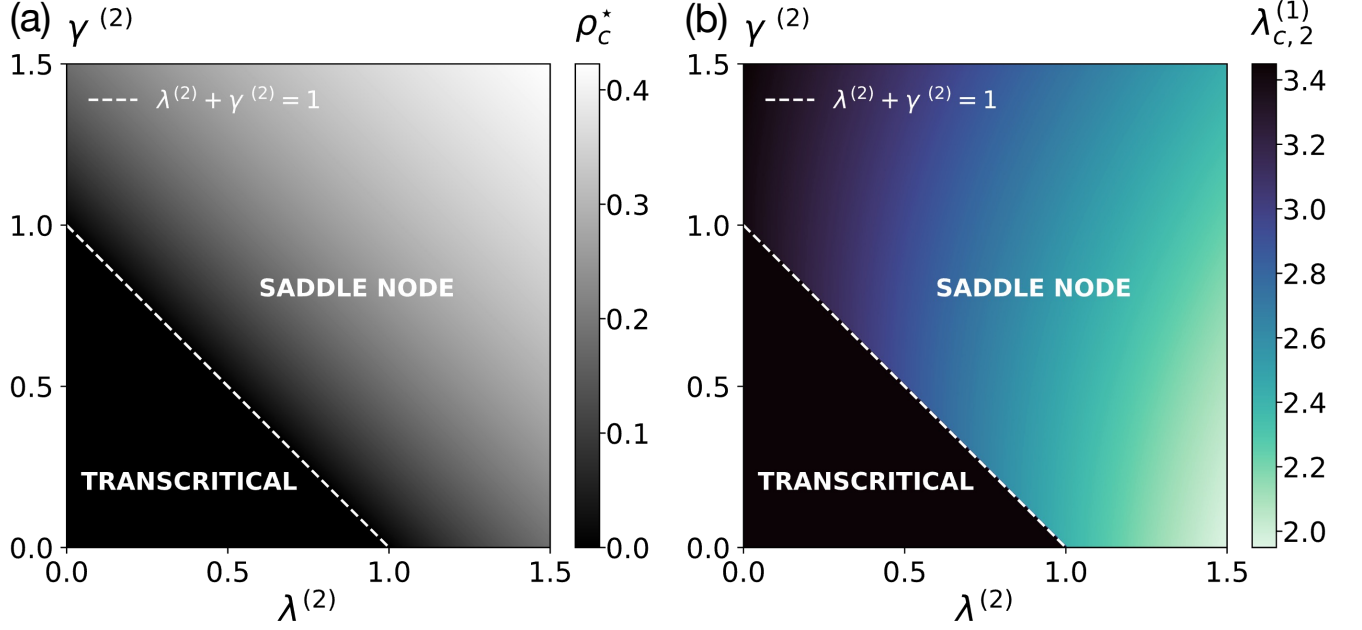 (a) γ (2)
ρ⋆c
1.5
1.0
0.5
0.0
λ(2) + γ (2) = 1
SADDLE NODE
TRANSCRITICAL
0.0 0.5 1.0 1.5
λ(2)
0.4
0.3
0.2
0.1
0.0
(b) γ (2)
λ(1)c, 2
1.5
1.0
0.5
0.0
λ(2) + γ (2) = 1
SADDLE NODE
TRANSCRITICAL
0.0 0.5 1.0 1.5
λ(2)
3.4
3.2
3.0
2.8
2.6
2.4
2.2
2.0